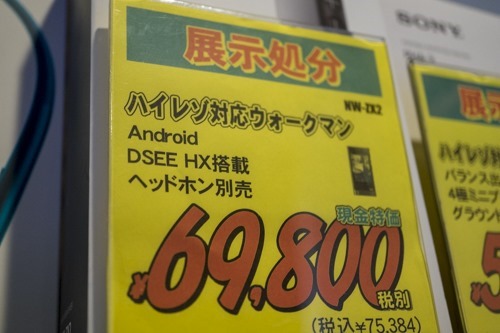 SONY
展示処分
NW-ZX2
ハイレゾ対応ウォークマン
Android
DSEE HX搭載
ヘッドホン別売
現金特価
¥69,800
税別
(税込¥75,384)
展示
ハイレゾ対
バランス出
4極ミニプ
グラウン